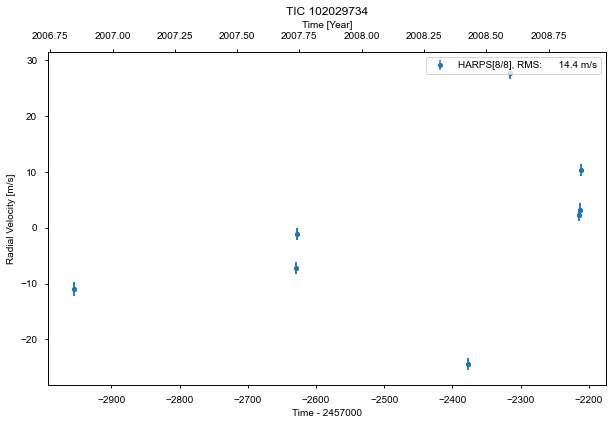 TIC 102029734
Time [Year]
2006.75 2007.00 2007.25 2007.50 2007.75 2008.00 2008.25 2008.50 2008.75
HARPS[8/8], RMS: 14.4 m/s
30
20
10
0
−10
−20
Radial Velocity [m/s]
−2900 −2800 −2700 −2600 −2500 −2400 −2300 −2200
Time - 2457000